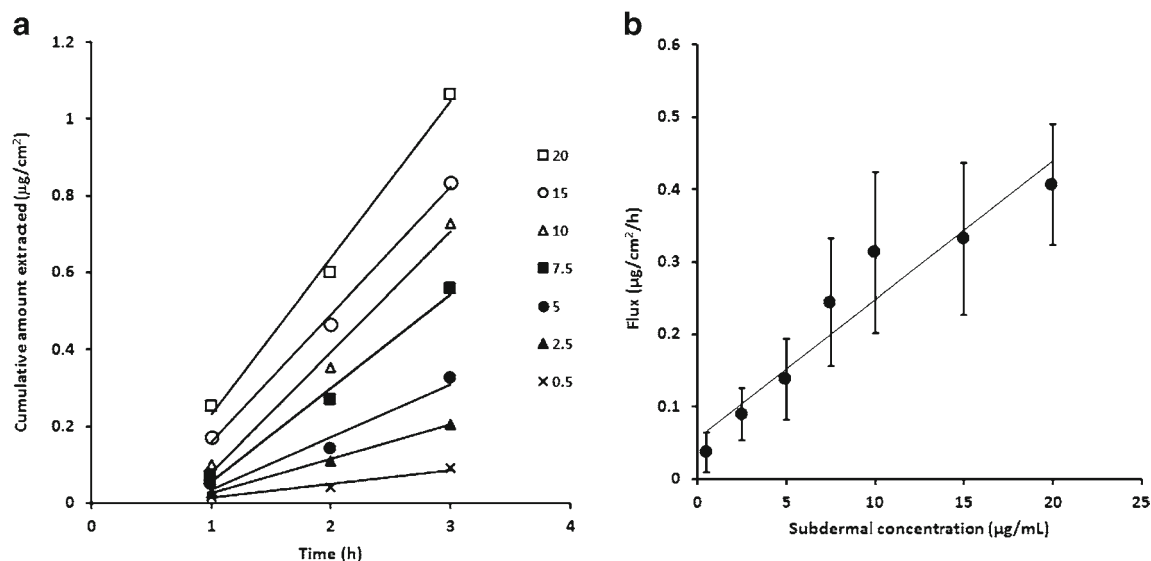 a
Cumulative amount extracted (µg/cm²)
1.2
1
0.8
0.6
0.4
0.2
0
0 1 2 3 4
Time (h)
20
15
10
7.5
5
2.5
0.5
b
Flux (µg/cm²/h)
0.6
0.5
0.4
0.3
0.2
0.1
0
0 5 10 15 20 25
Subdermal concentration (µg/mL)